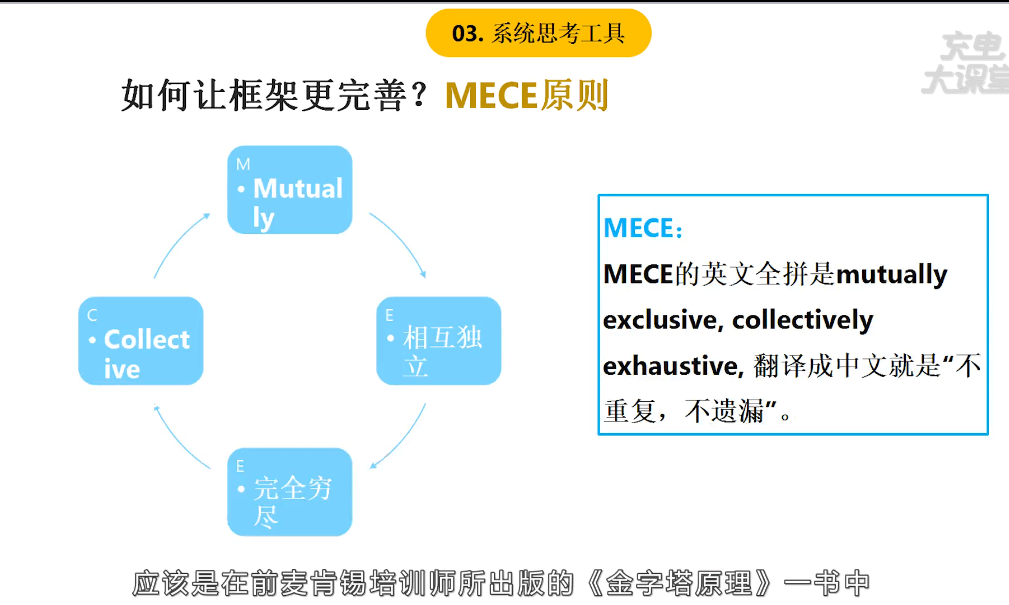 03. 系统思考工具
充电
大课堂
如何让框架更完善？MECE原则
M
• Mutual
ly
E
• 相互独
立
E
• 完全穷
尽
C
• Collect
ive
MECE：
MECE的英文全拼是mutually
exclusive, collectively
exhaustive, 翻译成中文就是“不
重复，不遗漏”。
应该是在前麦肯锡培训师所出版的《金字塔原理》一书中